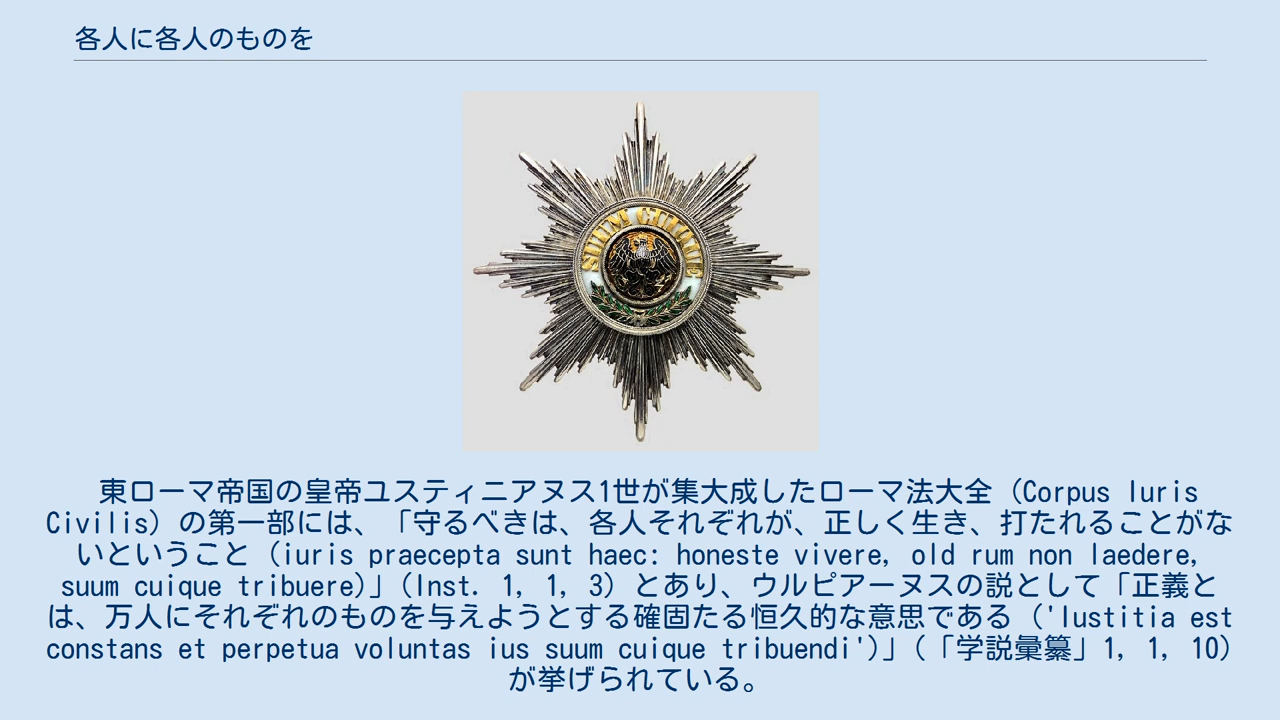 各人に各人のものを
SUUM CUIQUE
東ローマ帝国の皇帝ユスティニアヌス1世が集大成したローマ法大全（Corpus Iuris
Civilis）の第一部には、「守るべきは、各人それぞれが、正しく生き、打たれることがな
いということ（iuris praecepta sunt haec: honeste vivere, old rum non laedere,
suum cuique tribuere)」(Inst. 1, 1, 3）とあり、ウルピアーヌスの説として「正義と
は、万人にそれぞれのものを与えようとする確固たる恒久的な意思である（'Iustitia est
constans et perpetua voluntas ius suum cuique tribuendi')」(「学説彙纂」1, 1, 10）
が挙げられている。